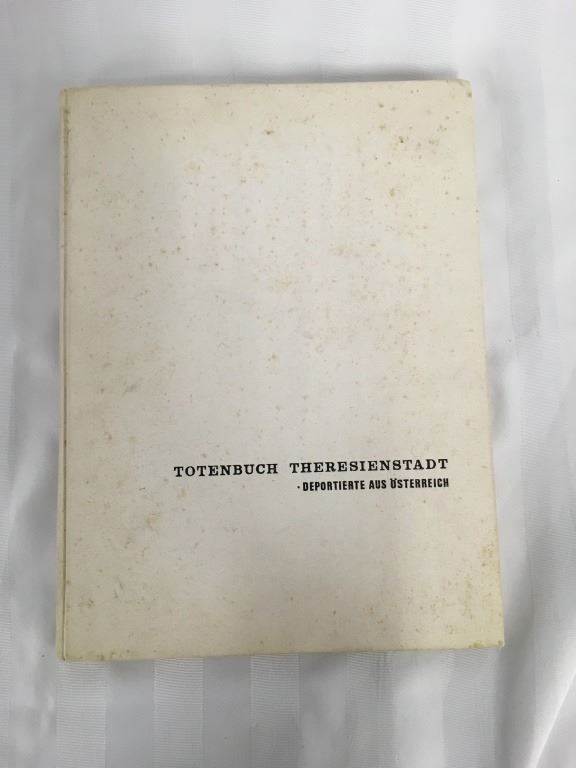 TOTENBUCH THERESIENSTADT
· DEPORTIERTE AUS ÖSTERREICH